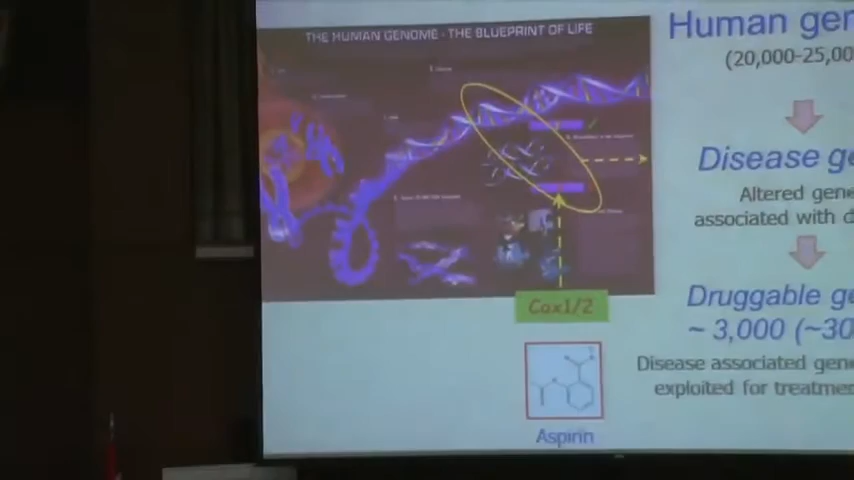 THE HUMAN GENOME - THE BLUEPRINT OF LIFE
Human gen
(20,000-25,00
Disease ge
Altered gene
associated with d
Druggable ge
~ 3,000 (~30
Disease associated gene
exploited for treatmen
Cox1/2
Aspirin